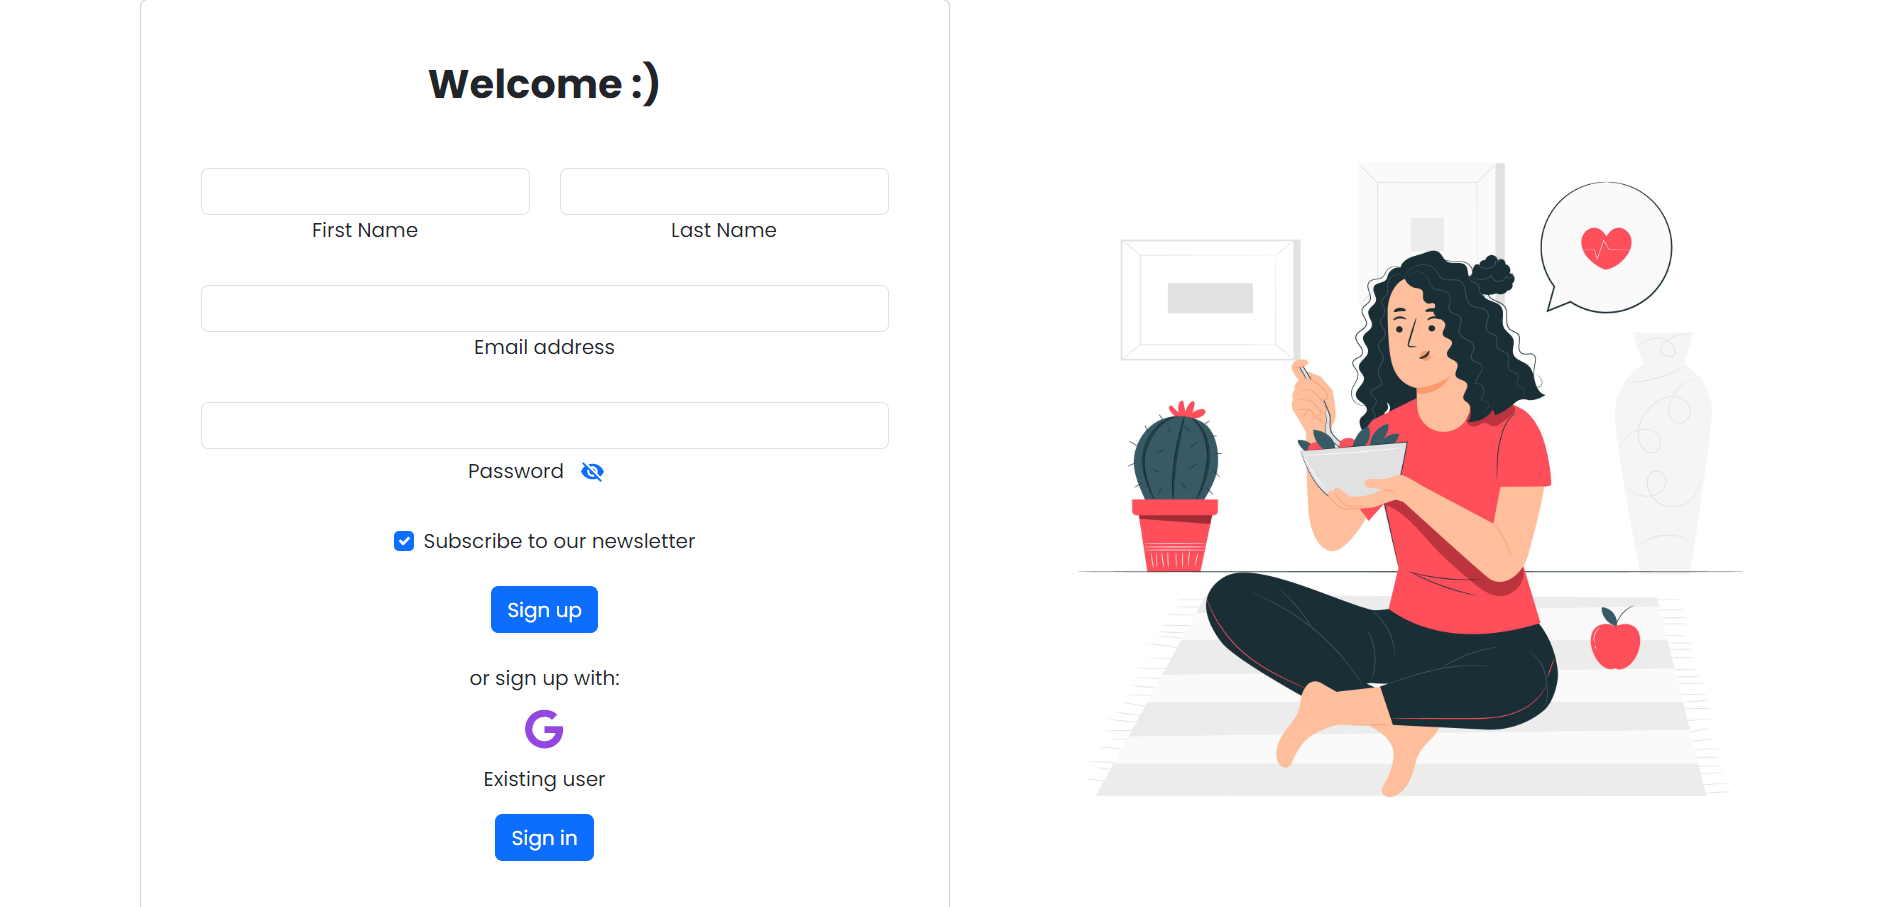 Welcome :)
First Name
Last Name
Email address
Password
Subscribe to our newsletter
Sign up
or sign up with:
G
Existing user
Sign in